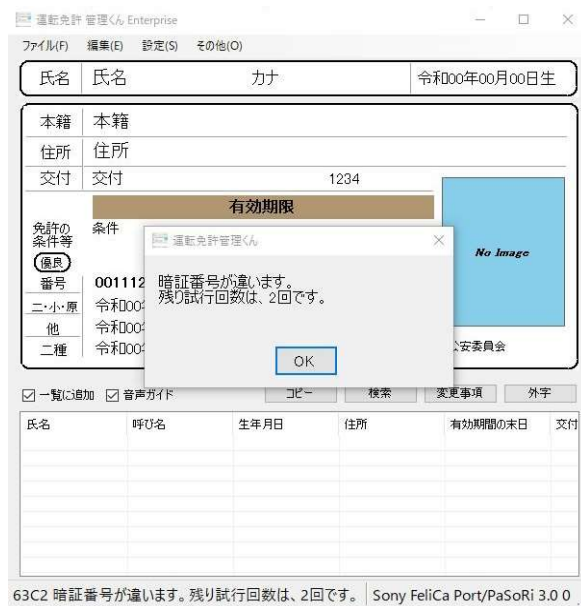 運転免許 管理くん Enterprise
ファイル(F) 編集(E) 設定(S) その他(O)
氏名 氏名 カナ 令和00年00月00日生
本籍 本籍
住所 住所
交付 交付 1234
有効期限
免許の
条件等
条件
優良
番号 001112
二・小・原 令和00
他 令和00
二種 令和00
No Image
公安委員会
運転免許管理くん
暗証番号が違います。
残り試行回数は、2回です。
OK
一覧に追加 音声ガイド コピー 検索 変更事項 外字
氏名 呼び名 生年月日 住所 有効期間の末日 交付
63C2 暗証番号が違います。残り試行回数は、2回です。 Sony FeliCa Port/PaSoRi 3.0 0